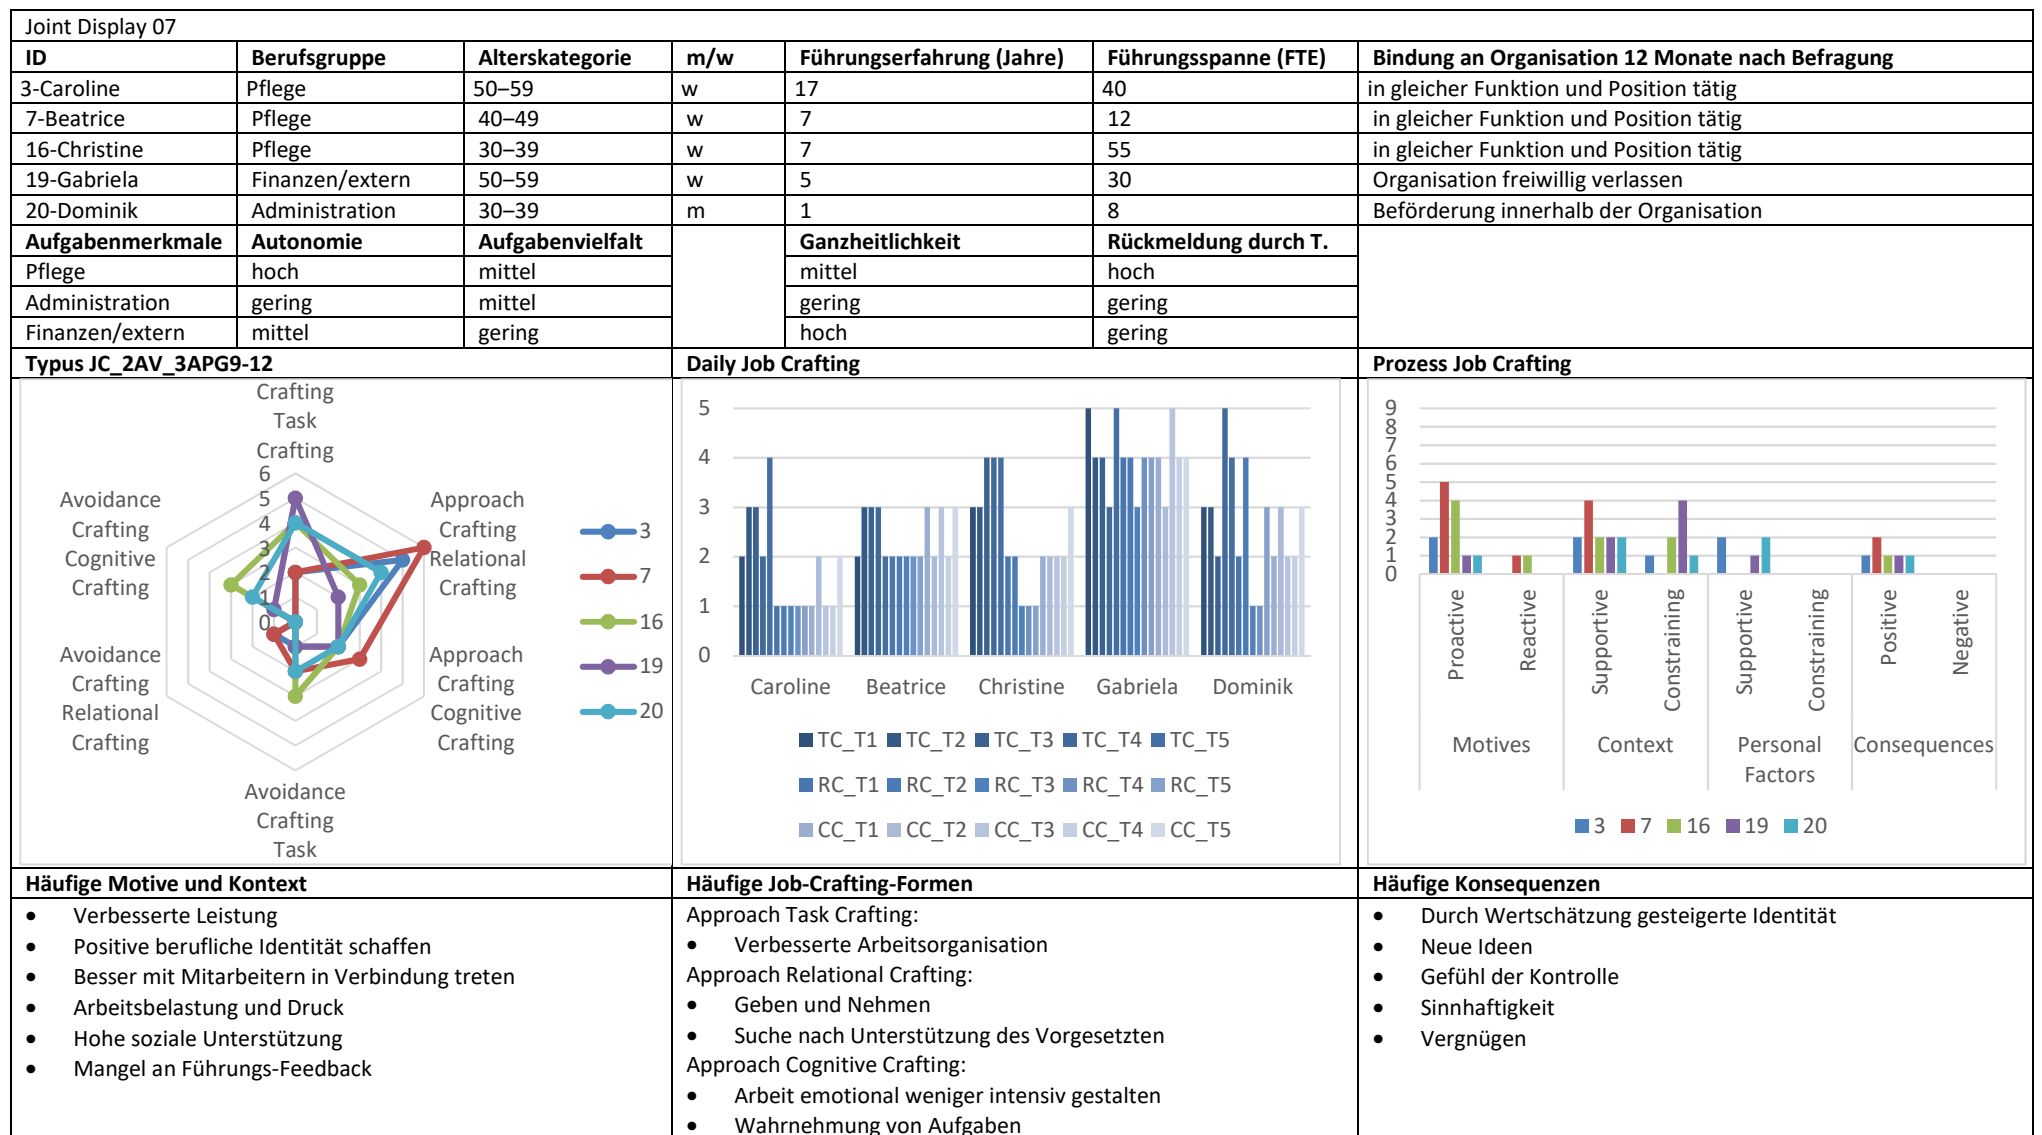 Joint Display 07
ID Berufsgruppe Alterskategorie m/w Führungserfahrung (Jahre) Führungsspanne (FTE) Bindung an Organisation 12 Monate nach Befragung
3-Caroline Pflege 50–59 w 17 40 in gleicher Funktion und Position tätig
7-Beatrice Pflege 40–49 w 7 12 in gleicher Funktion und Position tätig
16-Christine Pflege 30–39 w 7 55 in gleicher Funktion und Position tätig
19-Gabriela Finanzen/extern 50–59 w 5 30 Organisation freiwillig verlassen
20-Dominik Administration 30–39 m 1 8 Beförderung innerhalb der Organisation
Aufgabenmerkmale Autonomie Aufgabenvielfalt Ganzheitlichkeit Rückmeldung durch T.
Pflege hoch mittel mittel hoch
Administration gering mittel gering gering
Finanzen/extern mittel gering hoch gering
Typus JC_2AV_3APG9-12 Daily Job Crafting Prozess Job Crafting
Crafting
Task
Crafting
6
5
4
3
2
1
0
Approach
Crafting
Relational
Crafting
Approach
Crafting
Cognitive
Crafting
Avoidance
Crafting
Task
Avoidance
Crafting
Relational
Crafting
Avoidance
Crafting
Cognitive
Crafting
3
7
16
19
20
5
4
3
2
1
0
Caroline Beatrice Christine Gabriela Dominik
TC_T1 TC_T2 TC_T3 TC_T4 TC_T5
RC_T1 RC_T2 RC_T3 RC_T4 RC_T5
CC_T1 CC_T2 CC_T3 CC_T4 CC_T5
9
8
7
6
5
4
3
2
1
0
Proactive
Reactive
Supportive
Constraining
Supportive
Constraining
Positive
Negative
Motives Context Personal Factors Consequences
3 7 16 19 20
Häufige Motive und Kontext
• Verbesserte Leistung
• Positive berufliche Identität schaffen
• Besser mit Mitarbeitern in Verbindung treten
• Arbeitsbelastung und Druck
• Hohe soziale Unterstützung
• Mangel an Führungs-Feedback
Häufige Job-Crafting-Formen
Approach Task Crafting:
• Verbesserte Arbeitsorganisation
Approach Relational Crafting:
• Geben und Nehmen
• Suche nach Unterstützung des Vorgesetzten
Approach Cognitive Crafting:
• Arbeit emotional weniger intensiv gestalten
• Wahrnehmung von Aufgaben
Häufige Konsequenzen
• Durch Wertschätzung gesteigerte Identität
• Neue Ideen
• Gefühl der Kontrolle
• Sinnhaftigkeit
• Vergnügen